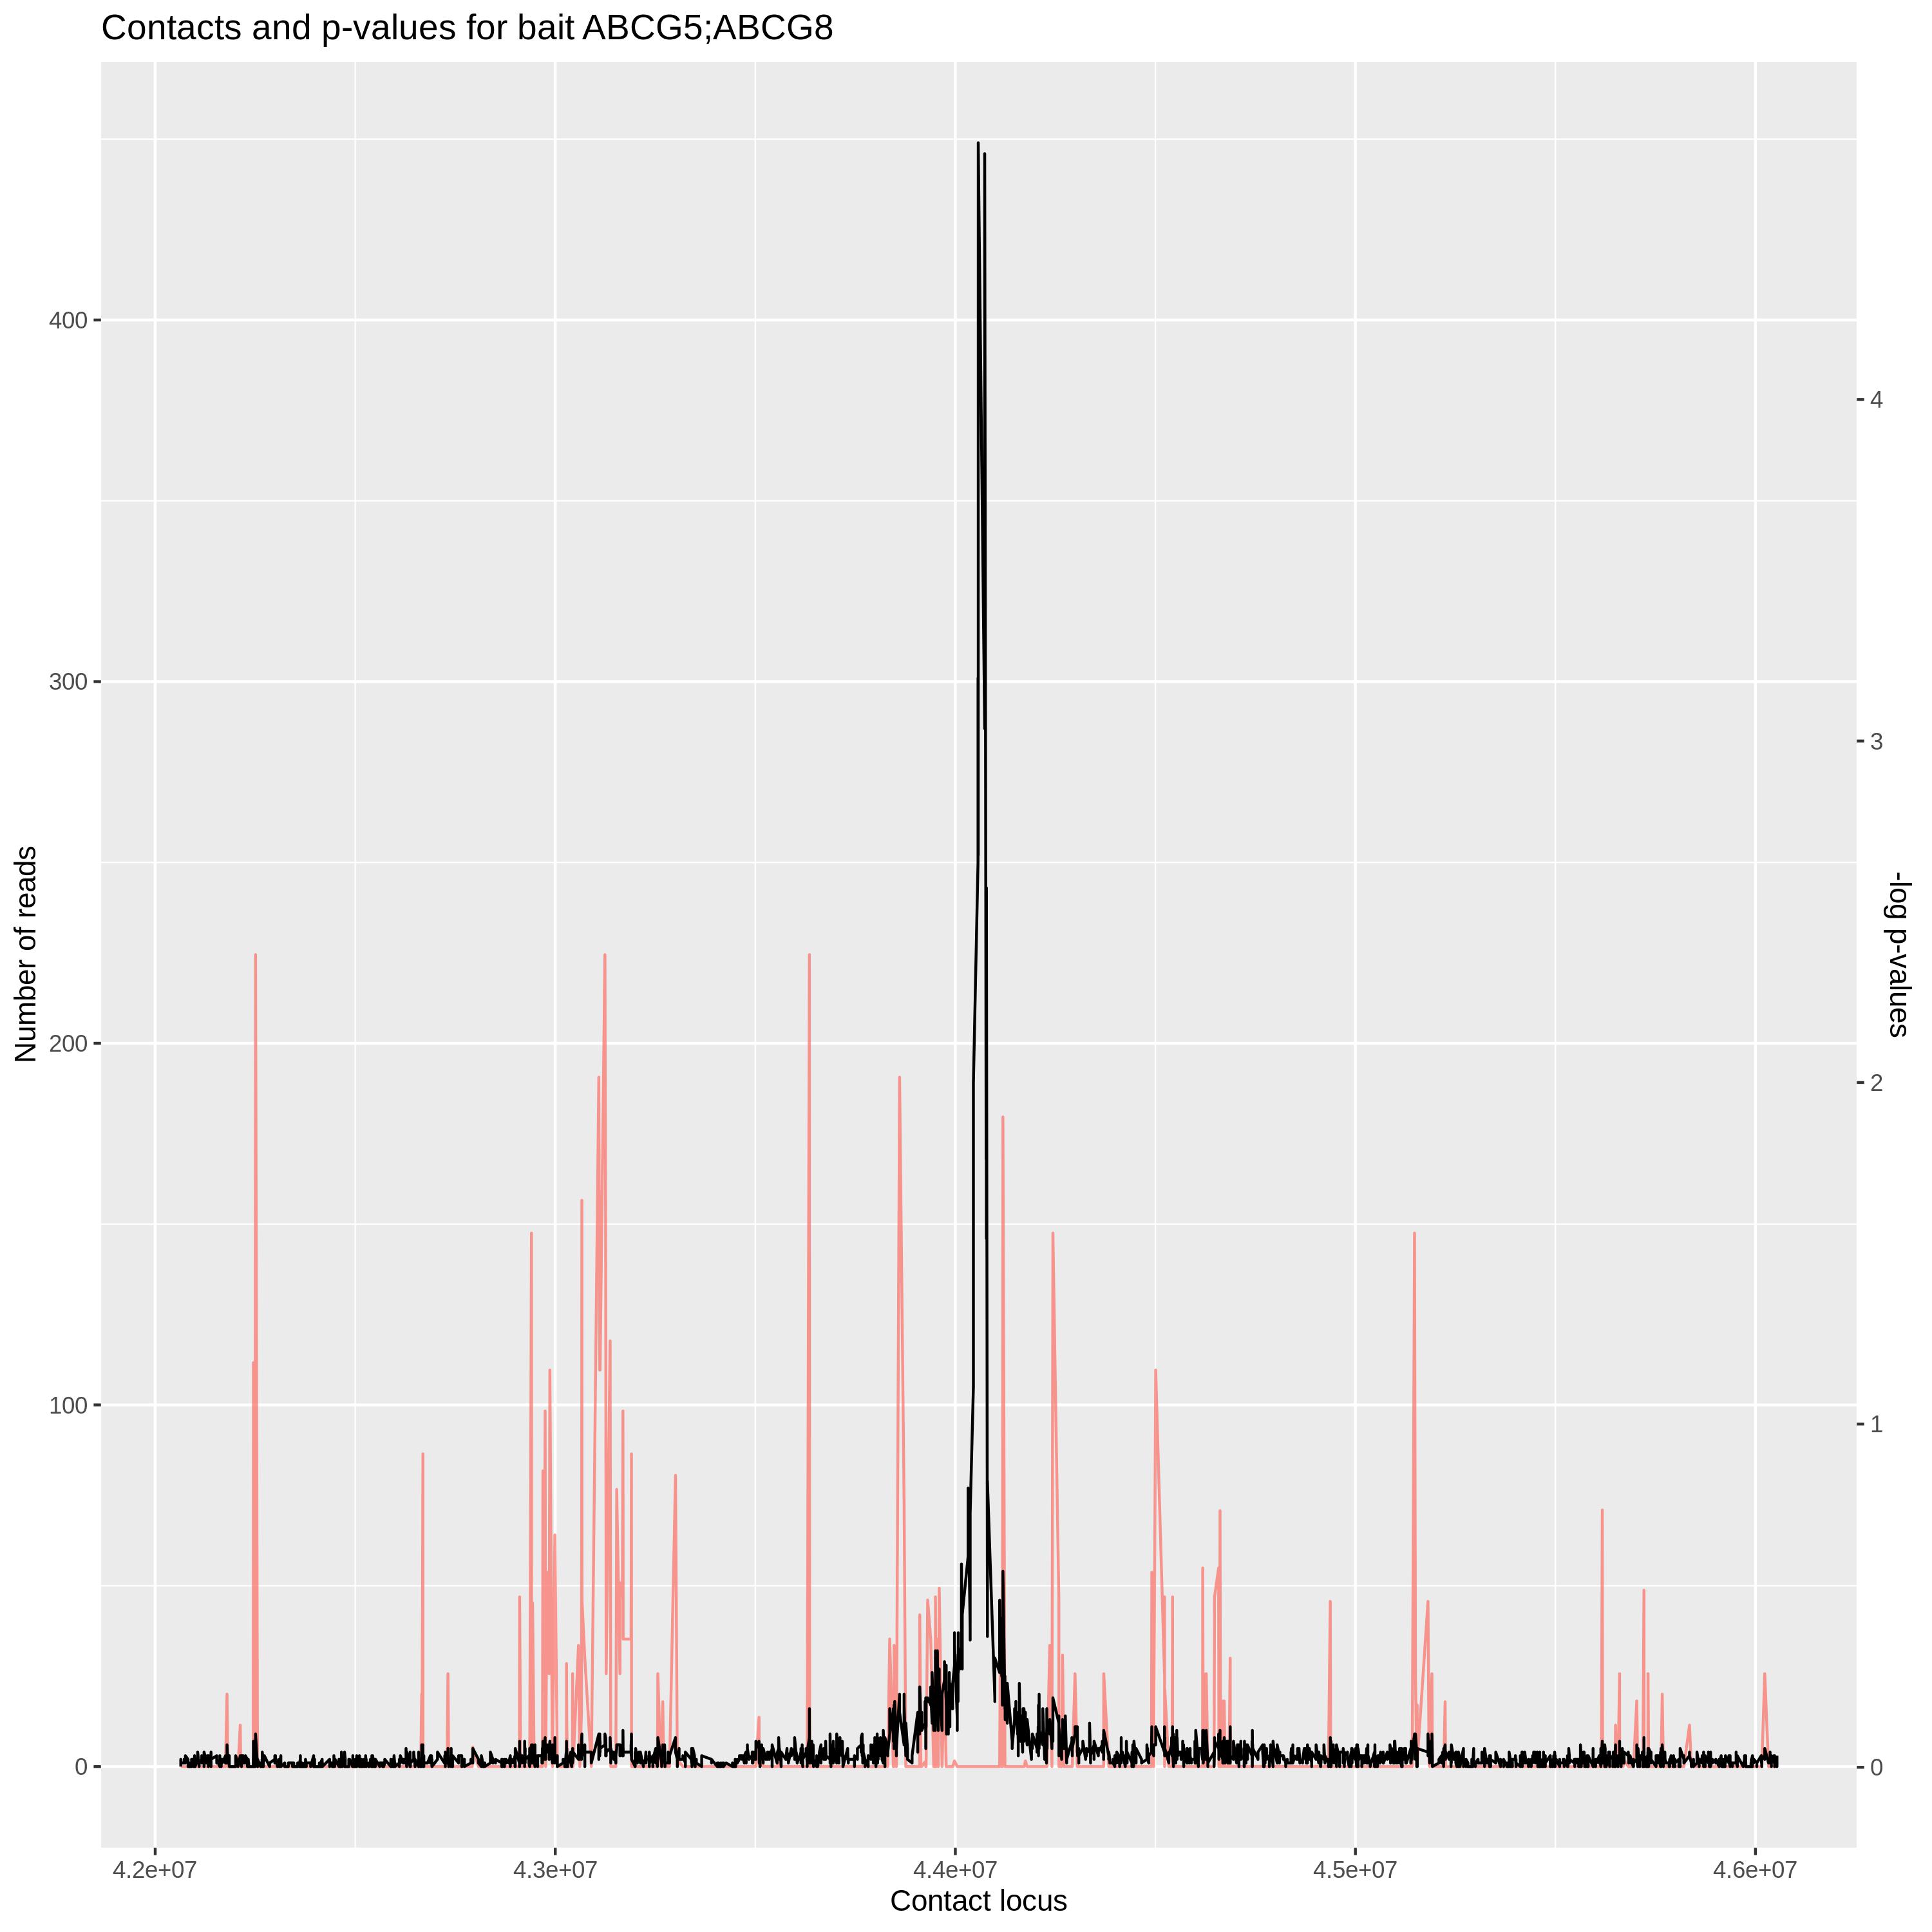 Contacts and p-values for bait ABCG5;ABCG8
Number of reads
400
300
200
100
0
4
3
2
1
0
-log p-values
4.2e+07
4.3e+07
4.4e+07
4.5e+07
4.6e+07
Contact locus